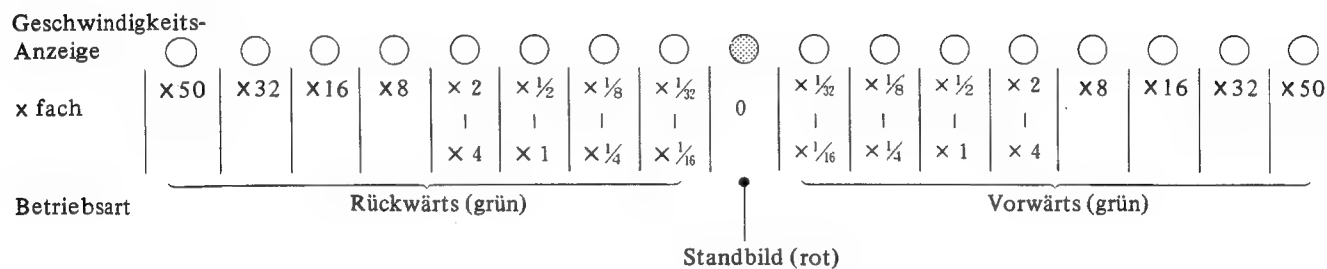 Geschwindigkeits-
Anzeige
x fach
×50 ×32 ×16 ×8 × 2 × ½ × ⅛ × 1/32 0 × 1/32 × ⅛ × ½ × 2 ×8 ×16 ×32 ×50
× 4 × 1 × ¼ × 1/16 × 1/16 × ¼ × 1 × 4
Betriebsart Rückwärts (grün) Vorwärts (grün)
Standbild (rot)